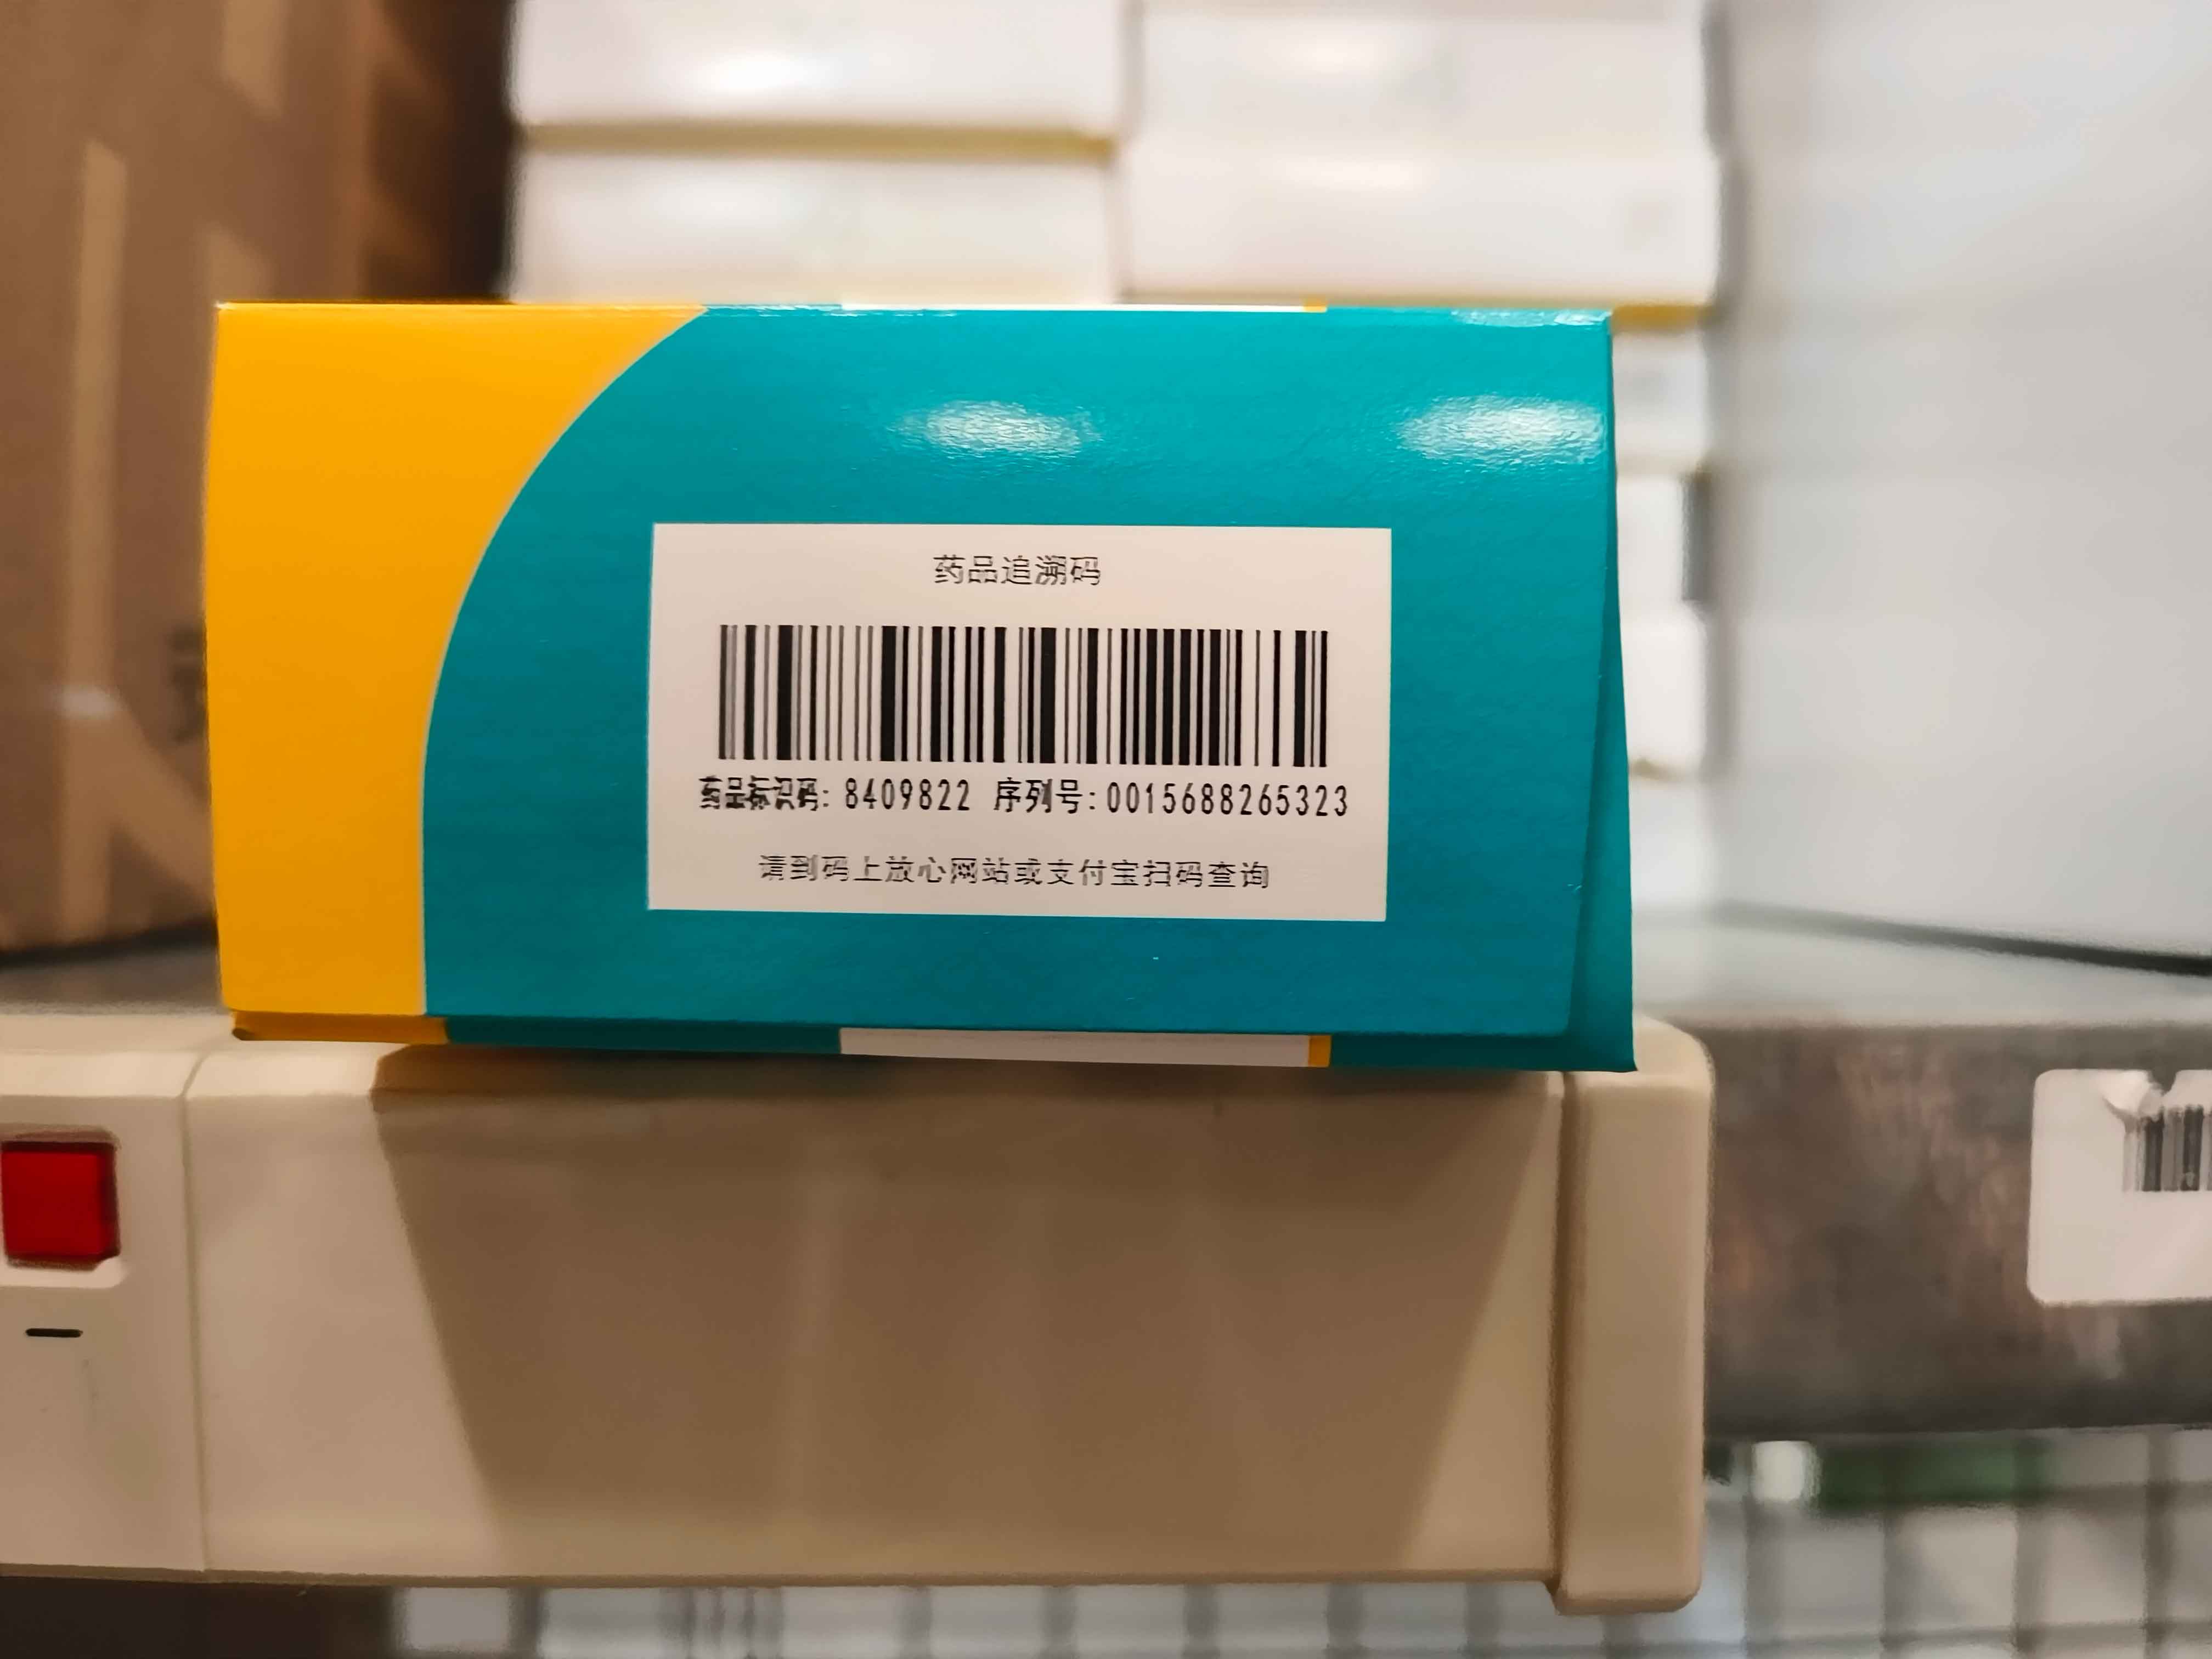 药品追溯码
药品标识码: 8409822 序列号:0015688265323
请到码上放心网站或支付宝扫码查询